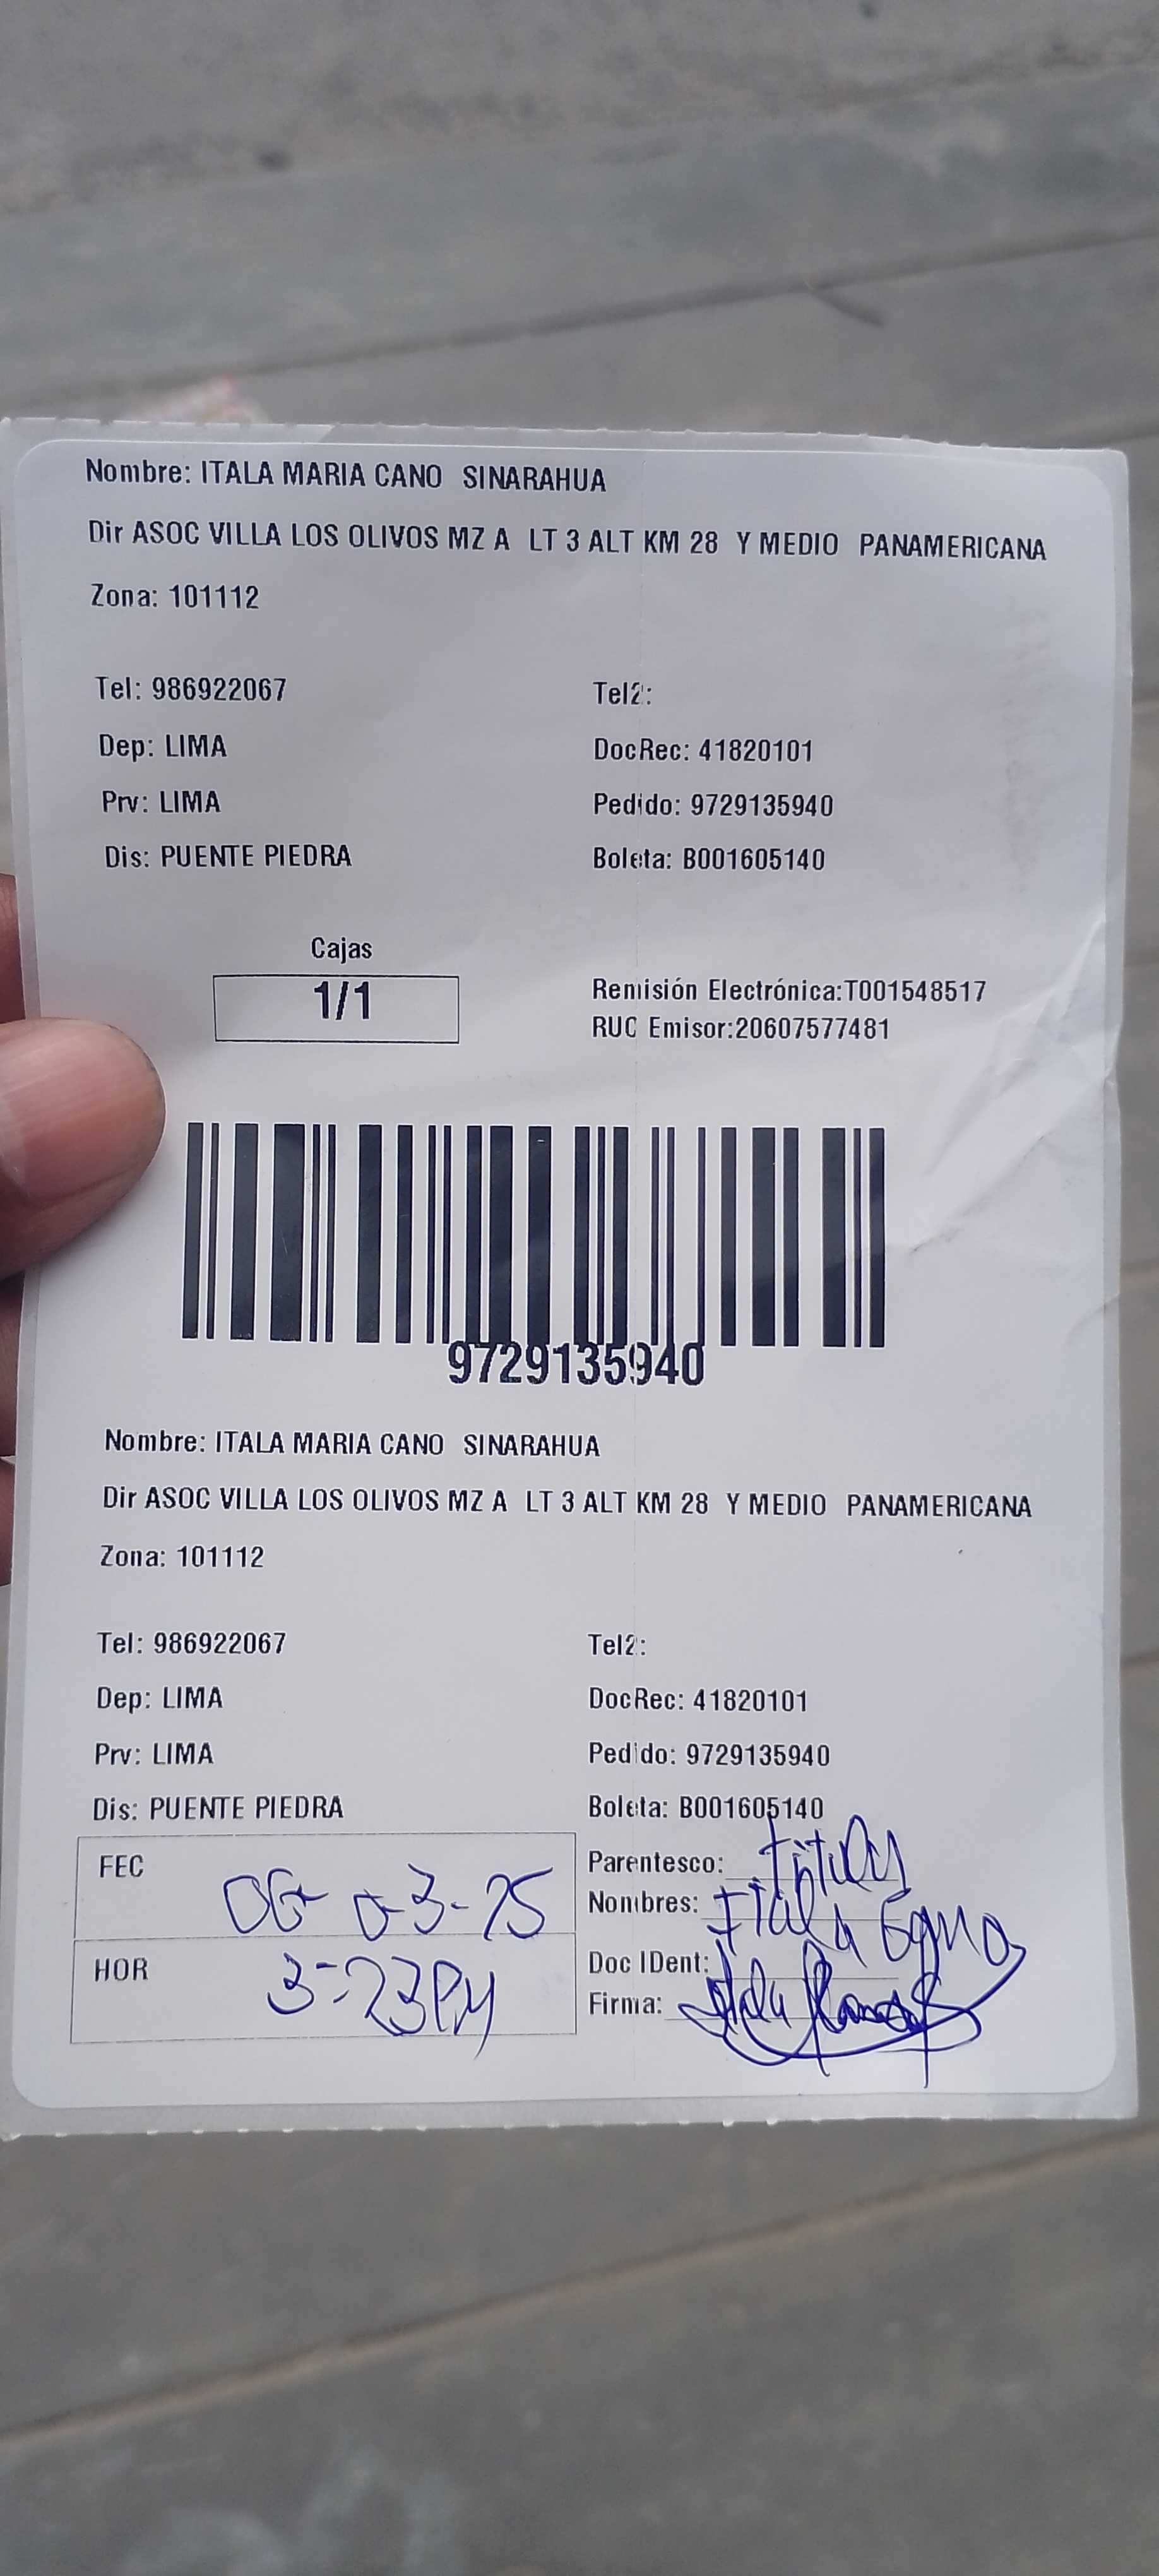 Nombre: ITALA MARIA CANO SINARAHUA
Dir ASOC VILLA LOS OLIVOS MZ A LT 3 ALT KM 28 Y MEDIO PANAMERICANA
Zona: 101112
Tel: 986922067 Tel2:
Dep: LIMA DocRec: 41820101
Prv: LIMA Pedido: 9729135940
Dis: PUENTE PIEDRA Boleta: B001605140
Cajas
1/1
Remisión Electrónica:T001548517
RUC Emisor:20607577481
9729135940
Nombre: ITALA MARIA CANO SINARAHUA
Dir ASOC VILLA LOS OLIVOS MZ A LT 3 ALT KM 28 Y MEDIO PANAMERICANA
Zona: 101112
Tel: 986922067 Tel2:
Dep: LIMA DocRec: 41820101
Prv: LIMA Pedido: 9729135940
Dis: PUENTE PIEDRA Boleta: B001605140
FEC
HOR 3-23PM
Parentesco:
Nombres: Itala
Doc IDent:
Firma: